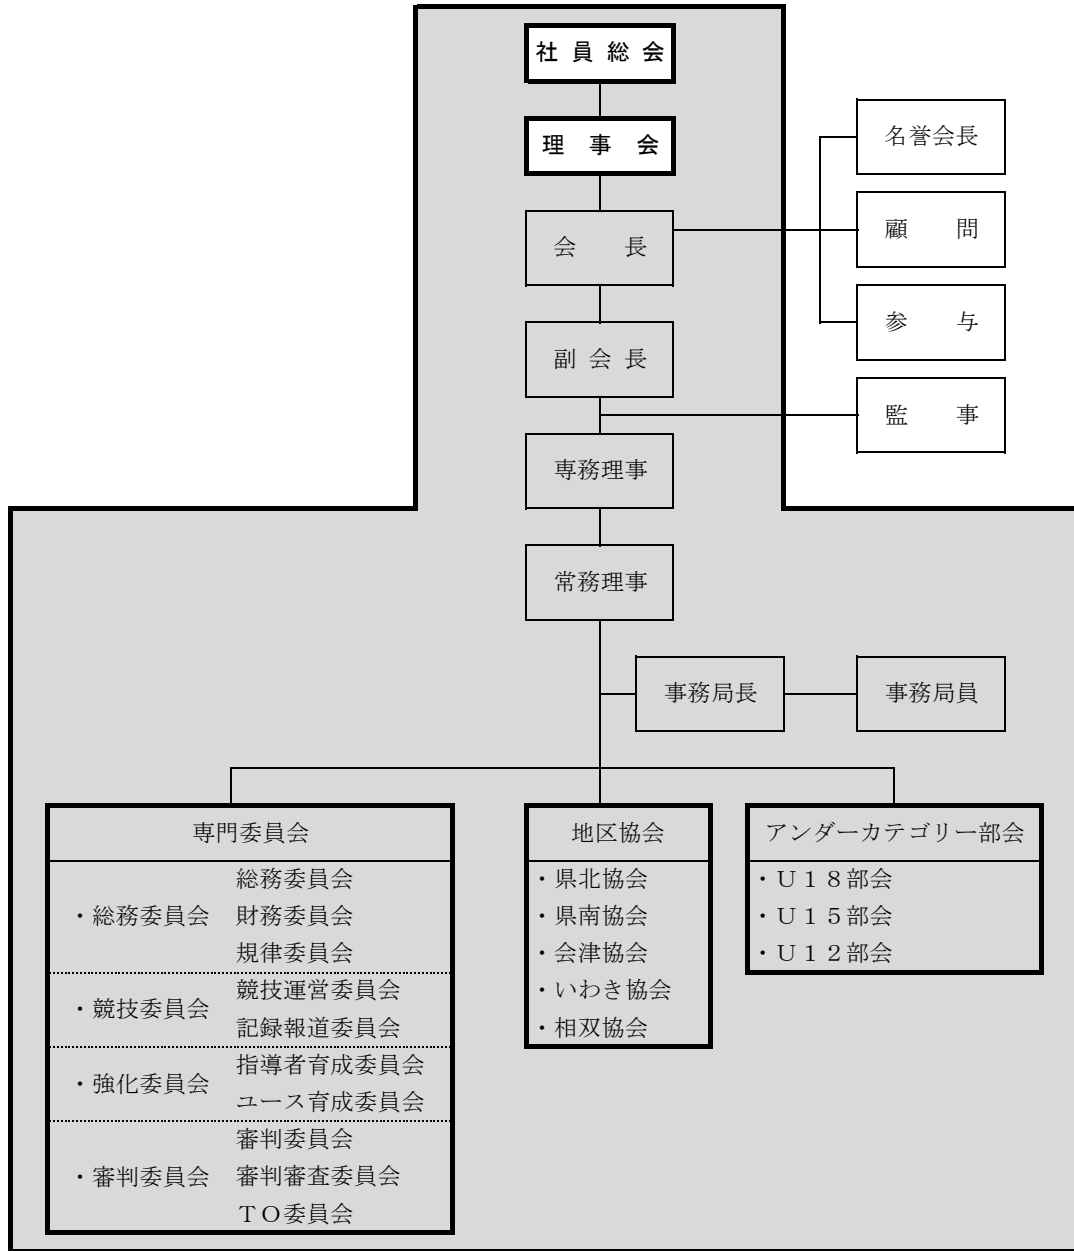 社員総会
理事会
名誉会長
会長
顧問
参与
副会長
監事
専務理事
常務理事
事務局長
事務局員
専門委員会
・総務委員会
総務委員会
財務委員会
規律委員会
・競技委員会
競技運営委員会
記録報道委員会
・強化委員会
指導者育成委員会
ユース育成委員会
・審判委員会
審判委員会
審判審査委員会
ＴＯ委員会
地区協会
・県北協会
・県南協会
・会津協会
・いわき協会
・相双協会
アンダーカテゴリー部会
・Ｕ１８部会
・Ｕ１５部会
・Ｕ１２部会